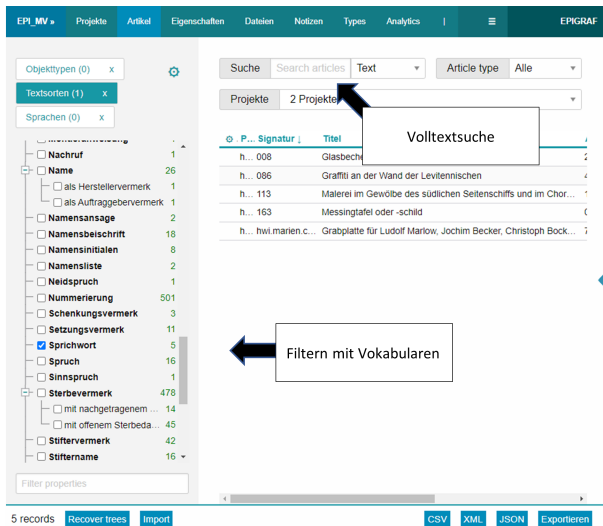 EPI_MV » Projekte Artikel Eigenschaften Dateien Notizen Types Analytics | ≡ EPIGRAF
Objekttypen (0) x
Textsorten (1) x
Sprachen (0) x
Nachruf 1
Name 26
als Herstellervermerk 1
als Auftraggebervermerk 1
Namensansage 2
Namensbeischrift 18
Namensinitialen 8
Namensliste 2
Neidspruch 1
Nummerierung 501
Schenkungsvermerk 3
Setzungsvermerk 11
Sprichwort 5
Spruch 16
Sinnspruch 1
Sterbevermerk 478
mit nachgetragenem ... 14
mit offenem Sterbeda... 45
Stiftervermerk 42
Stiftername 16
Filter properties
Suche Search articles Text Article type Alle
Projekte 2 Projekte
Volltextsuche
P... Signatur ↓ Titel
h... 008 Glasbeche
h... 086 Graffiti an der Wand der Levitennischen 4
h... 113 Malerei im Gewölbe des südlichen Seitenschiffs und im Chor... 1
h... 163 Messingtafel oder -schild 0
h... hwi.marien.c... Grabplatte für Ludolf Marlow, Jochim Becker, Christoph Bock... 7
Filtern mit Vokabularen
5 records Recover trees Import CSV XML JSON Exportieren